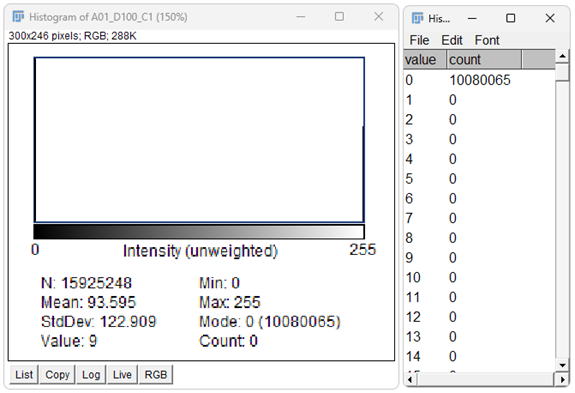 Histogram of A01_D100_C1 (150%)
300x246 pixels; RGB; 288K
0 Intensity (unweighted) 255
N: 15925248 Min: 0
Mean: 93.595 Max: 255
StdDev: 122.909 Mode: 0 (10080065)
Value: 9 Count: 0
List Copy Log Live RGB
His...
File Edit Font
value count
0 10080065
1 0
2 0
3 0
4 0
5 0
6 0
7 0
8 0
9 0
10 0
11 0
12 0
13 0
14 0
15 0